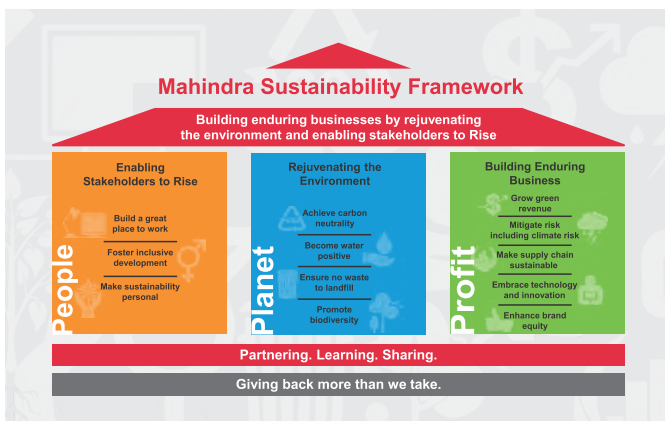 Mahindra Sustainability Framework
Building enduring businesses by rejuvenating
the environment and enabling stakeholders to Rise
People
Enabling
Stakeholders to Rise
Build a great
place to work
Foster inclusive
development
Make sustainability
personal
Planet
Rejuvenating the
Environment
Achieve carbon
neutrality
Become water
positive
Ensure no waste
to landfill
Promote
biodiversity
Profit
Building Enduring
Business
Grow green
revenue
Mitigate risk
including climate risk
Make supply chain
sustainable
Embrace technology
and innovation
Enhance brand
equity
Partnering. Learning. Sharing.
Giving back more than we take.